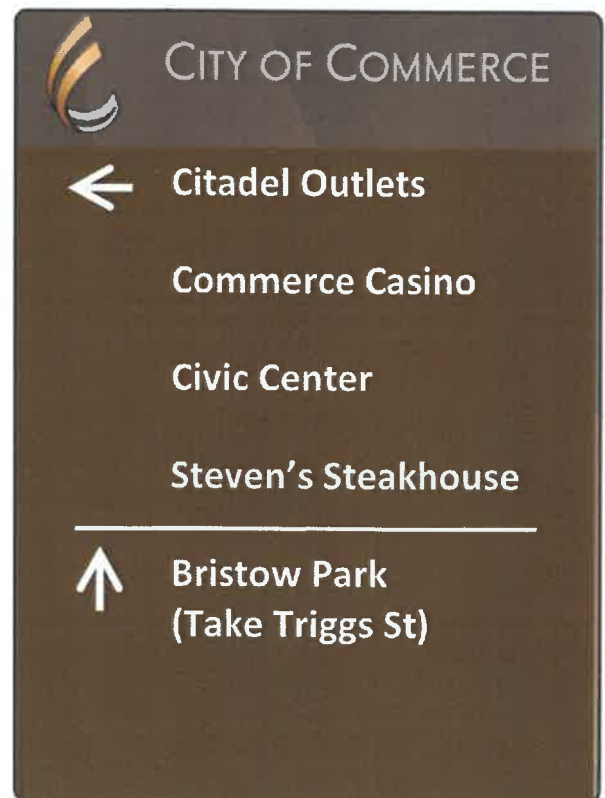 CITY OF COMMERCE
Citadel Outlets
Commerce Casino
Civic Center
Steven’s Steakhouse
Bristow Park
(Take Triggs St)